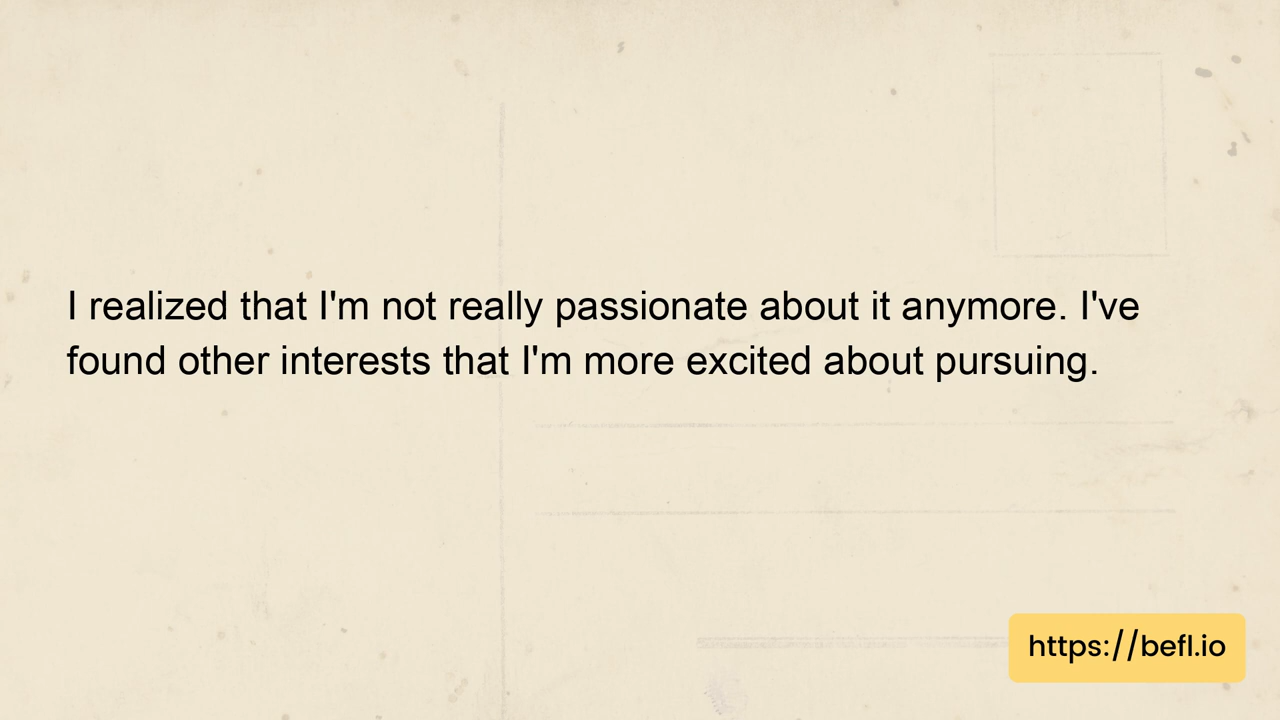 I realized that I'm not really passionate about it anymore. I've
found other interests that I'm more excited about pursuing.
https://befl.io